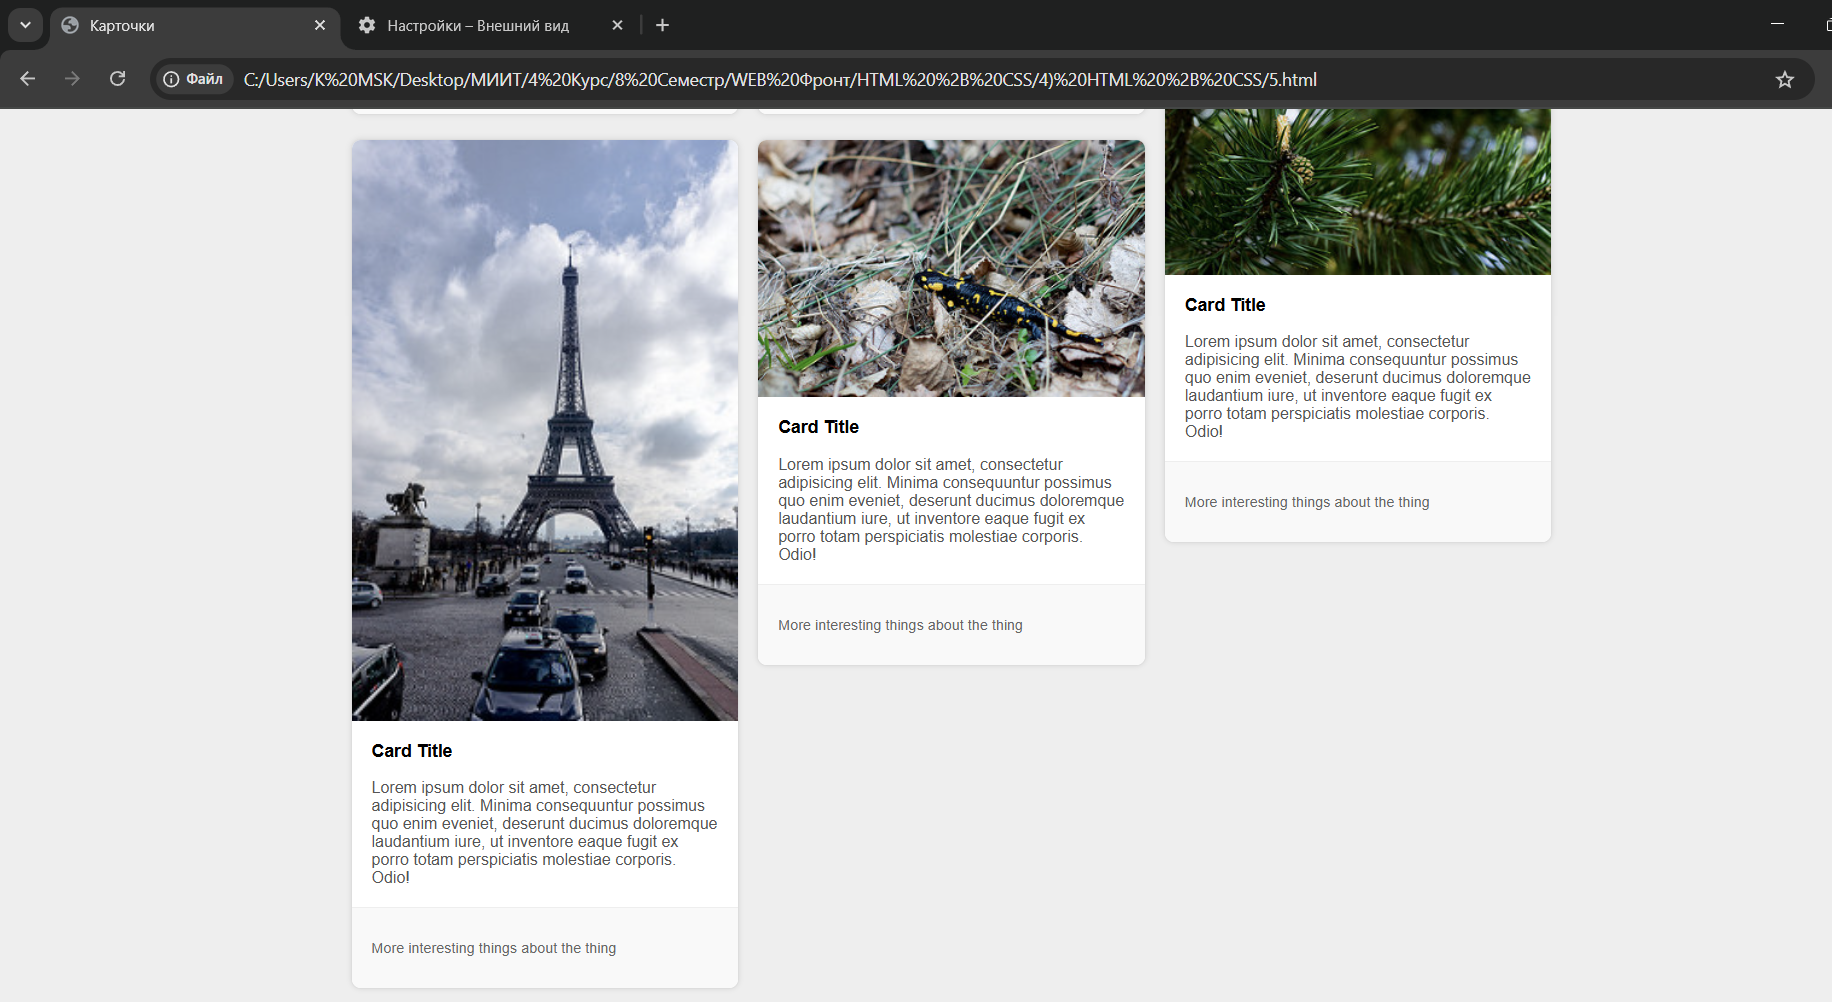 Карточки
Настройки – Внешний вид
Файл
C:/Users/K%20MSK/Desktop/МИИТ/4%20Курс/8%20Семестр/WEB%20Фронт/HTML%20%2B%20CSS/4)%20HTML%20%2B%20CSS/5.html
Card Title
Lorem ipsum dolor sit amet, consectetur
adipisicing elit. Minima consequuntur possimus
quo enim eveniet, deserunt ducimus doloremque
laudantium iure, ut inventore eaque fugit ex
porro totam perspiciatis molestiae corporis.
Odio!
More interesting things about the thing
Card Title
Lorem ipsum dolor sit amet, consectetur
adipisicing elit. Minima consequuntur possimus
quo enim eveniet, deserunt ducimus doloremque
laudantium iure, ut inventore eaque fugit ex
porro totam perspiciatis molestiae corporis.
Odio!
More interesting things about the thing
Card Title
Lorem ipsum dolor sit amet, consectetur
adipisicing elit. Minima consequuntur possimus
quo enim eveniet, deserunt ducimus doloremque
laudantium iure, ut inventore eaque fugit ex
porro totam perspiciatis molestiae corporis.
Odio!
More interesting things about the thing